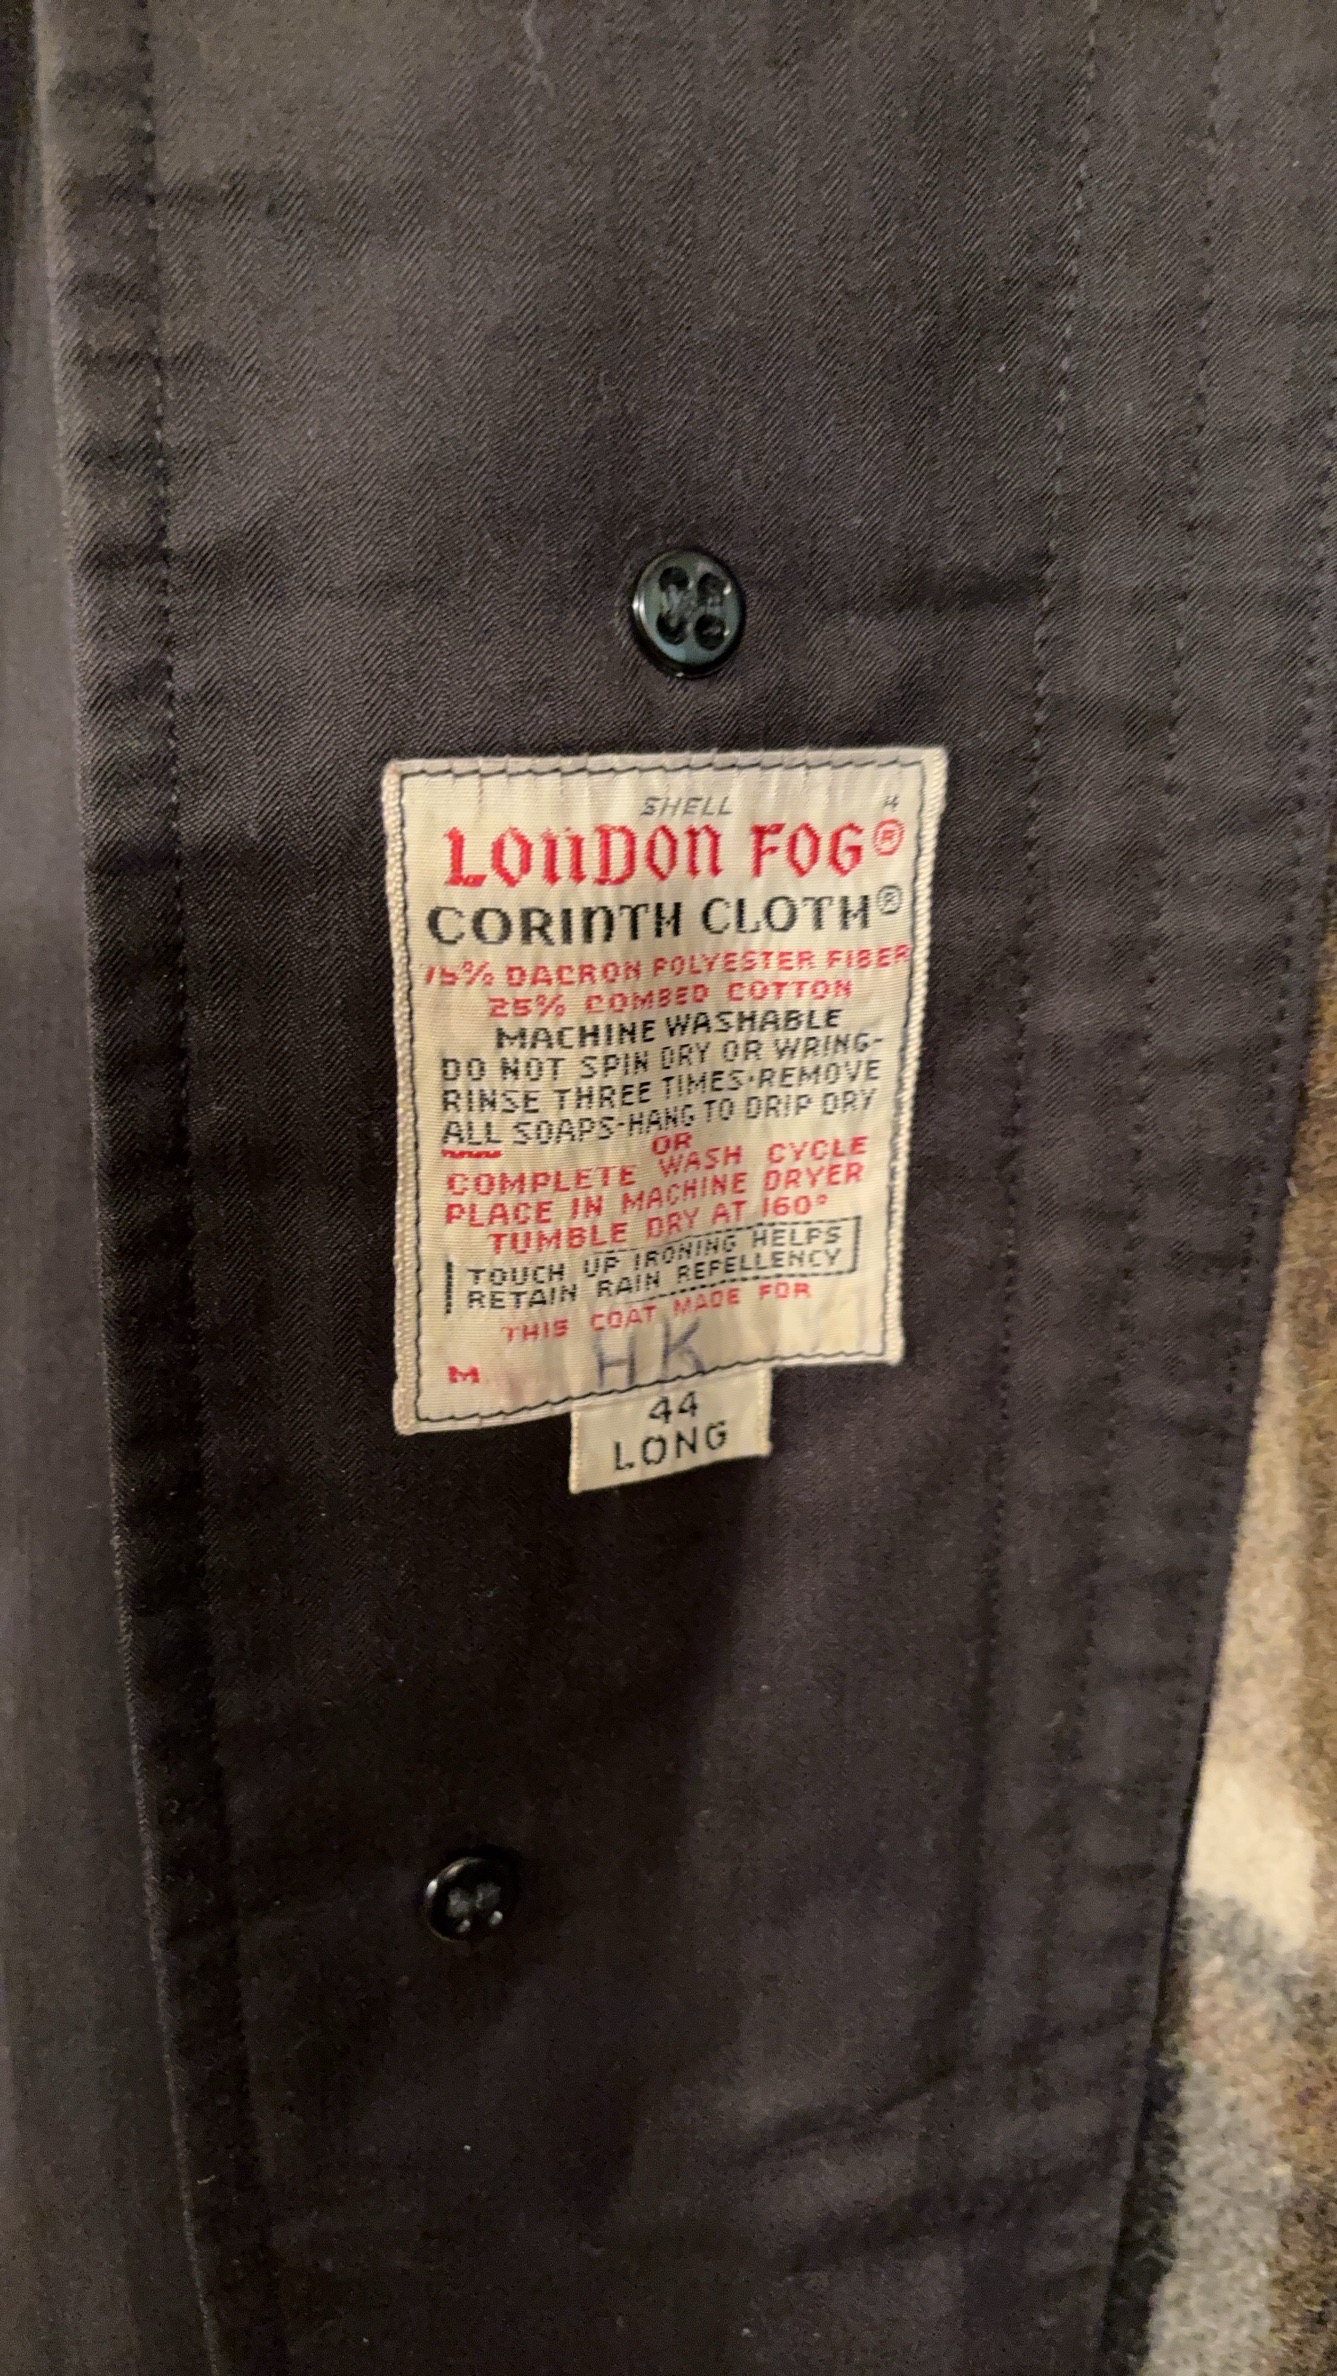 SHELL H
LONDON FOG®
CORINTH CLOTH®
75% DACRON POLYESTER FIBER
25% COMBED COTTON
MACHINE WASHABLE
DO NOT SPIN DRY OR WRING-
RINSE THREE TIMES·REMOVE
ALL SOAPS-HANG TO DRIP DRY
OR
COMPLETE WASH CYCLE
PLACE IN MACHINE DRYER
TUMBLE DRY AT 160°
TOUCH UP IRONING HELPS
RETAIN RAIN REPELLENCY
THIS COAT MADE FOR
M HK
44
LONG